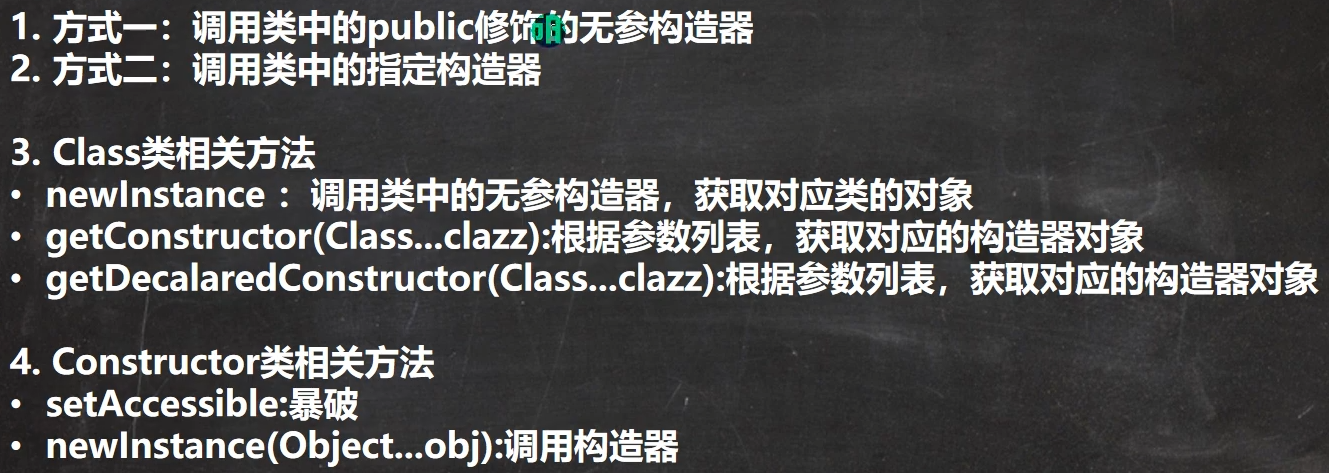 1. 方式一：调用类中的public修饰的无参构造器
2. 方式二：调用类中的指定构造器
3. Class类相关方法
• newInstance ：调用类中的无参构造器，获取对应类的对象
• getConstructor(Class...clazz):根据参数列表，获取对应的构造器对象
• getDecalaredConstructor(Class...clazz):根据参数列表，获取对应的构造器对象
4. Constructor类相关方法
• setAccessible:暴破
• newInstance(Object...obj):调用构造器